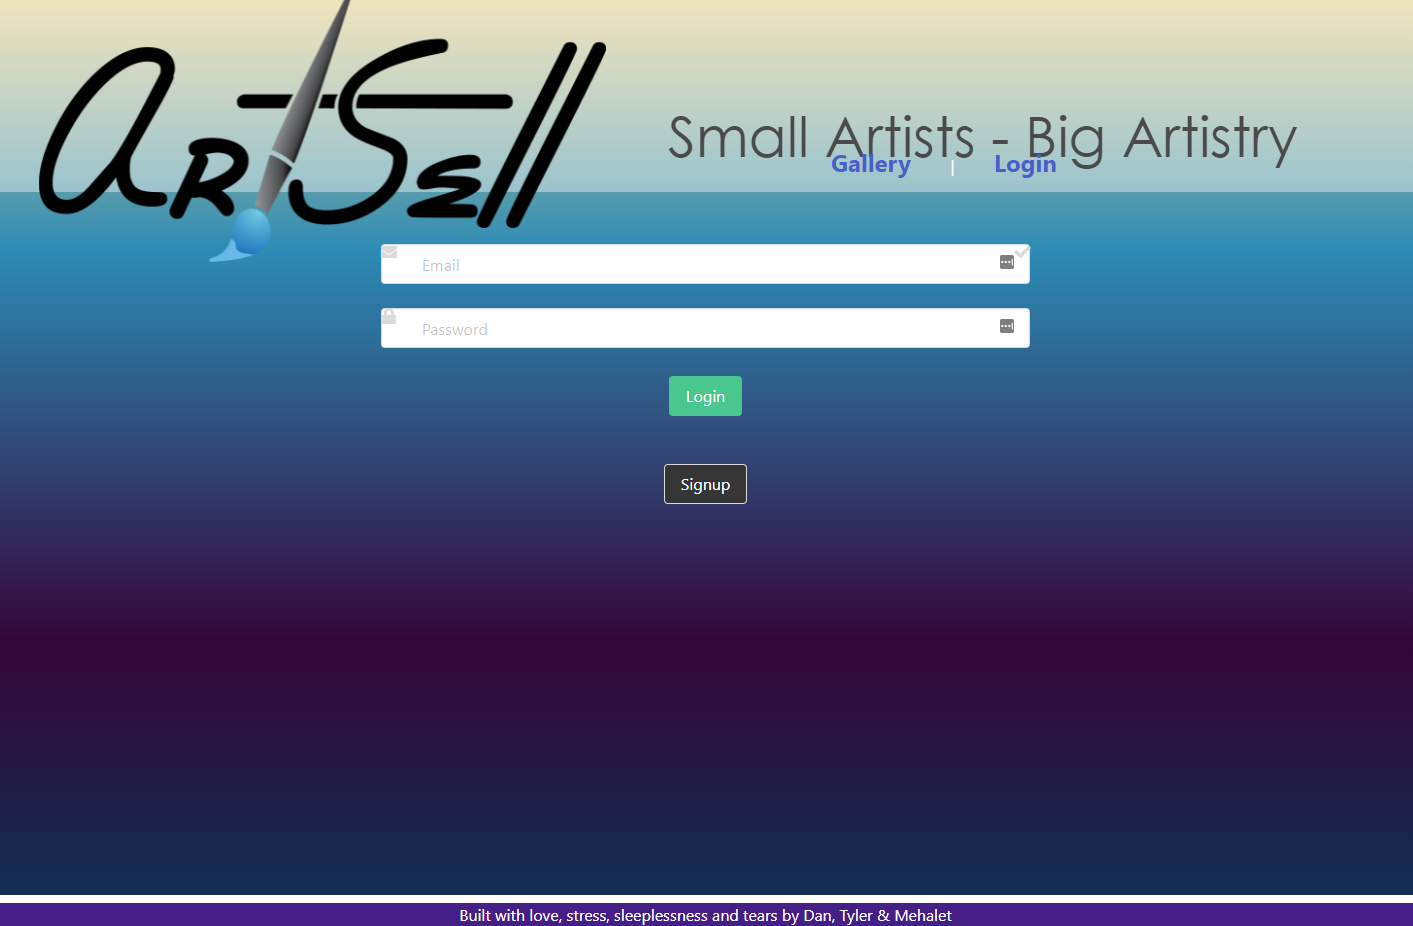 ArtSell
Small Artists - Big Artistry
Gallery | Login
Email
Password
Login
Signup
Built with love, stress, sleeplessness and tears by Dan, Tyler & Mehalet